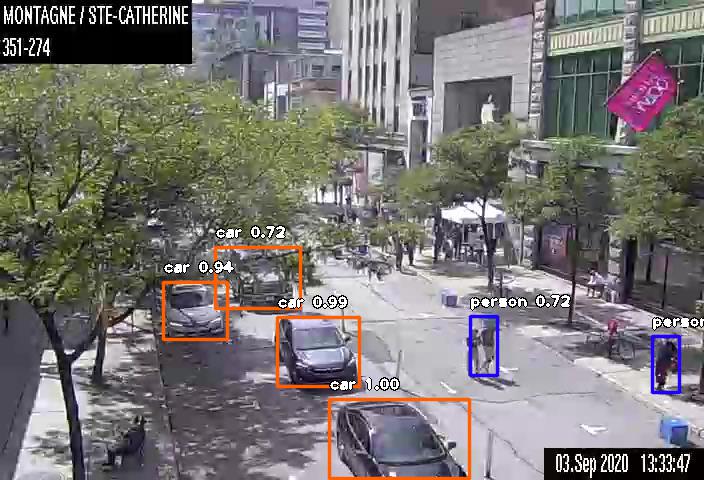 MONTAGNE / STE-CATHERINE
351-274
car 0.72
car 0.94
car 0.99
person 0.72
person
car 1.00
03.Sep 2020 13:33:47